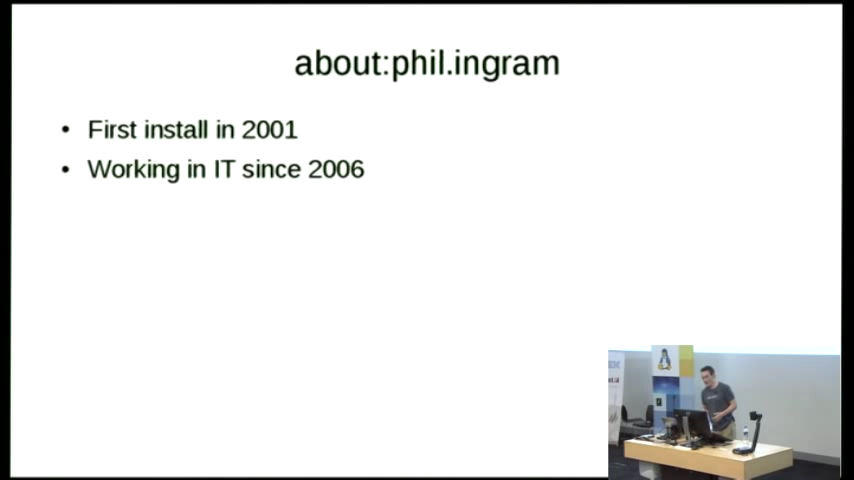 about:phil.ingram
• First install in 2001
• Working in IT since 2006